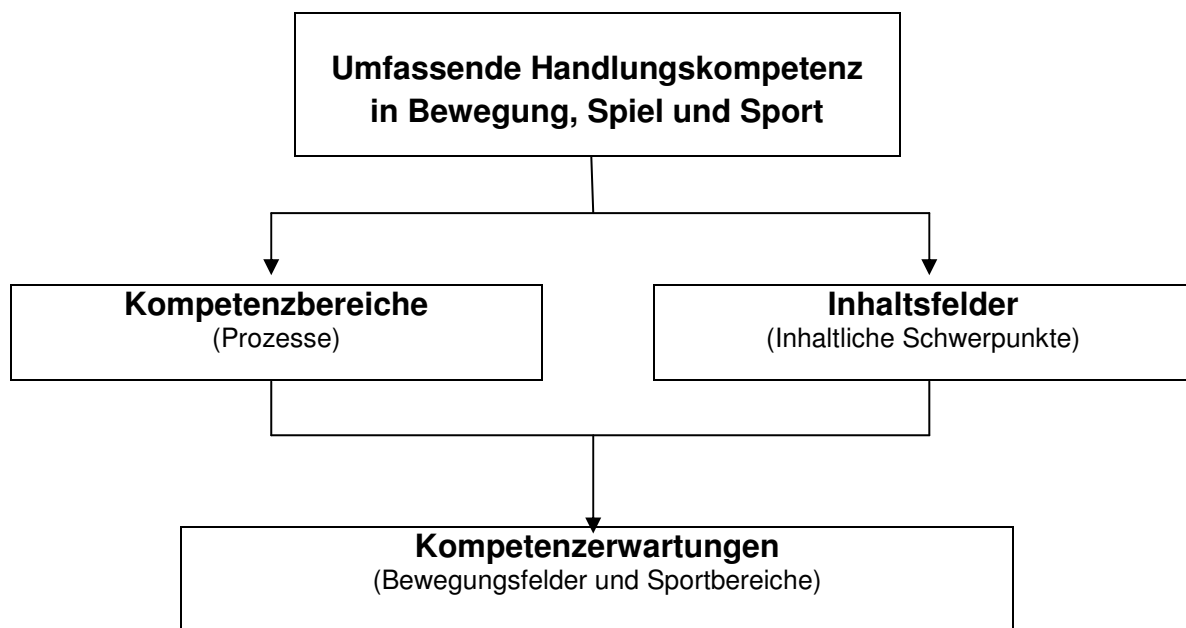 Umfassende Handlungskompetenz
in Bewegung, Spiel und Sport
Kompetenzbereiche
(Prozesse)
Inhaltsfelder
(Inhaltliche Schwerpunkte)
Kompetenzerwartungen
(Bewegungsfelder und Sportbereiche)